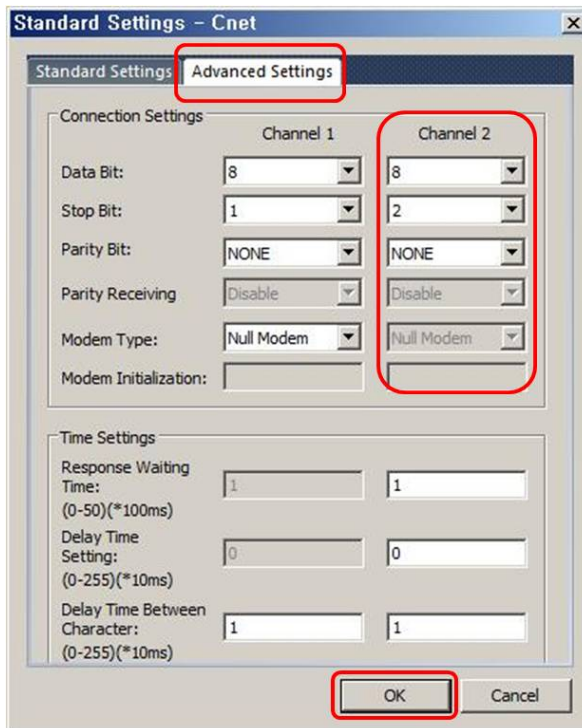 Standard Settings - Cnet
Standard Settings Advanced Settings
Connection Settings
Channel 1 Channel 2
Data Bit: 8 8
Stop Bit: 1 2
Parity Bit: NONE NONE
Parity Receiving Disable Disable
Modem Type: Null Modem Null Modem
Modem Initialization:
Time Settings
Response Waiting
Time: 1 1
(0-50)(*100ms)
Delay Time
Setting: 0 0
(0-255)(*10ms)
Delay Time Between
Character: 1 1
(0-255)(*10ms)
OK Cancel